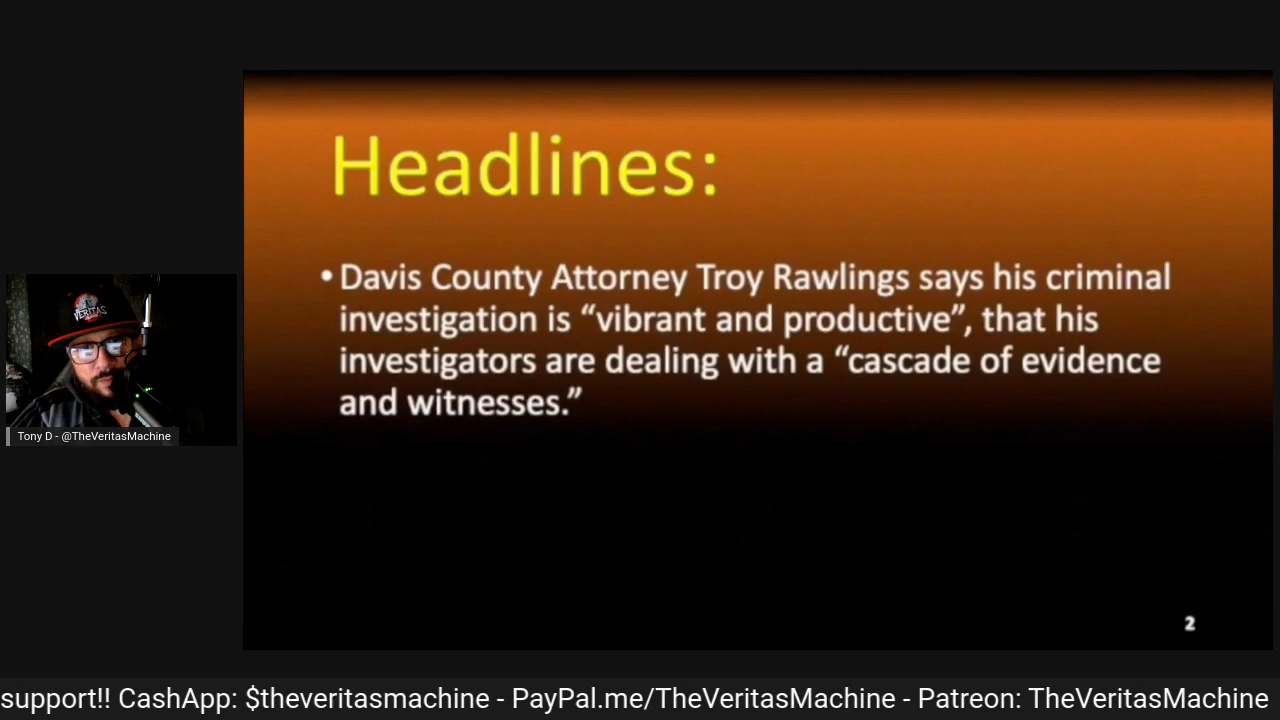 Headlines:
• Davis County Attorney Troy Rawlings says his criminal
investigation is “vibrant and productive”, that his
investigators are dealing with a “cascade of evidence
and witnesses.”
VERITAS
Tony D - @TheVeritasMachine
2
support!! CashApp: $theveritasmachine - PayPal.me/TheVeritasMachine - Patreon: TheVeritasMachine